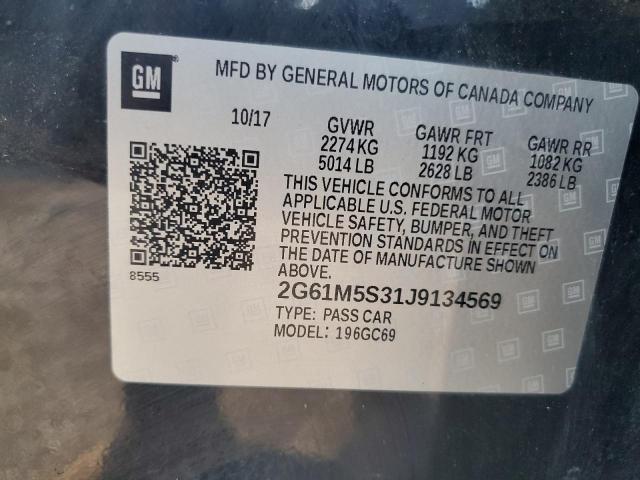 GM
MFD BY GENERAL MOTORS OF CANADA COMPANY
10/17
GVWR GAWR FRT GAWR RR
2274 KG 1192 KG 1082 KG
5014 LB 2628 LB 2386 LB
THIS VEHICLE CONFORMS TO ALL
APPLICABLE U.S. FEDERAL MOTOR
VEHICLE SAFETY, BUMPER, AND THEFT
PREVENTION STANDARDS IN EFFECT ON
THE DATE OF MANUFACTURE SHOWN
ABOVE.
8555
2G61M5S31J9134569
TYPE: PASS CAR
MODEL: 196GC69